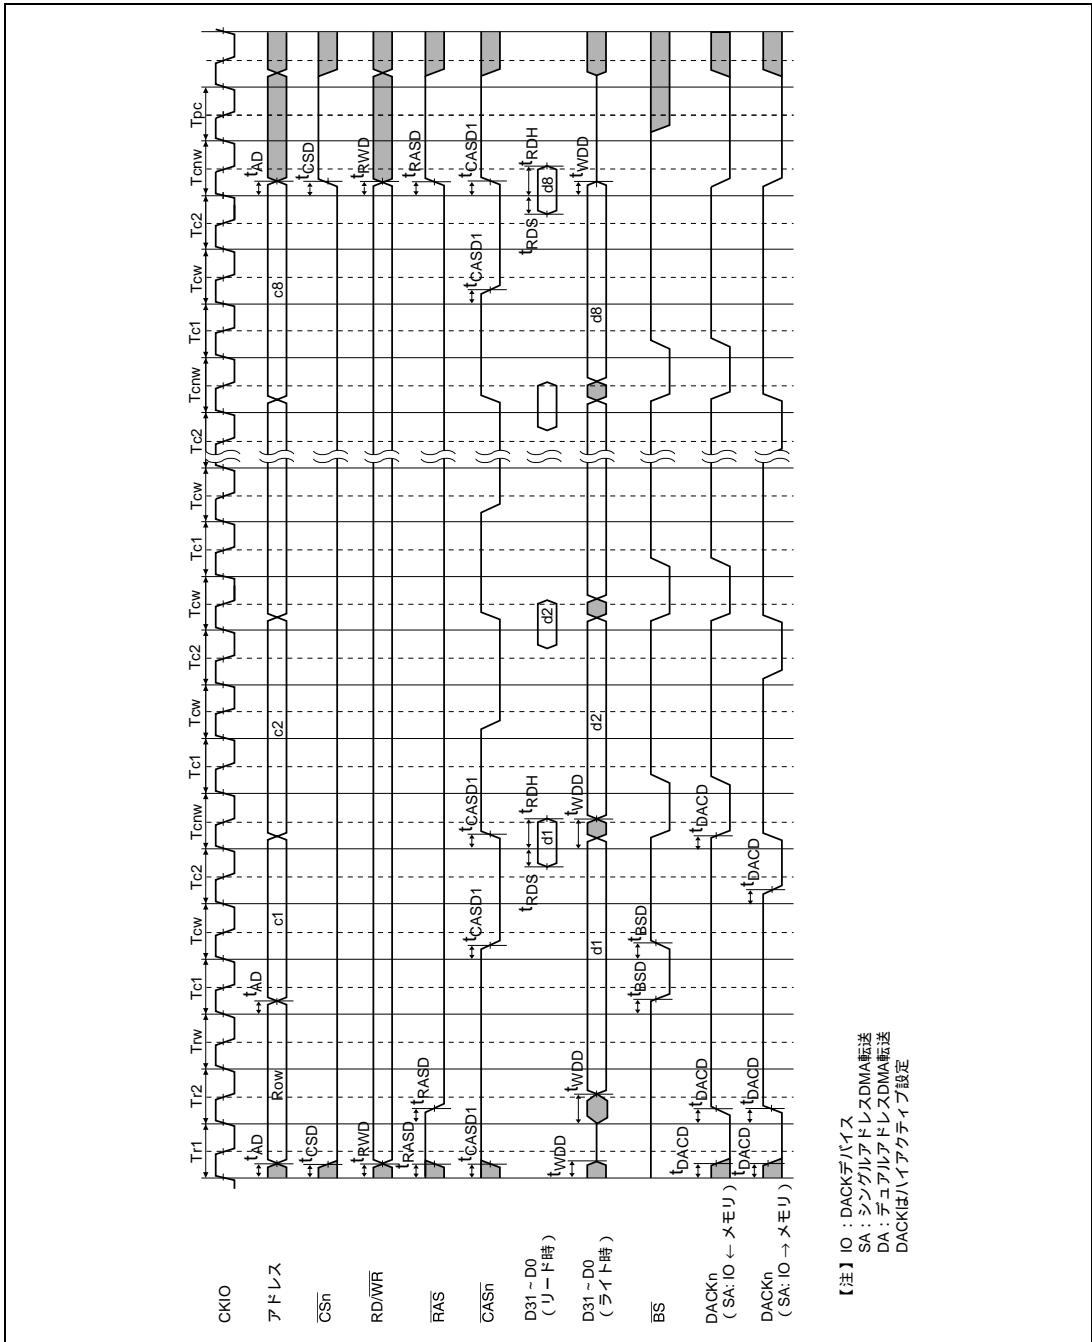 Tr1 Tr2 Trw Tc1 Tcw Tc2 Tcnw Tc1 Tcw Tc2 Tcw Tc1 Tcw Tc2 Tcnw Tc1 Tcw Tc2 Tcnw Tpc
CKIO
アドレス
tAD Row tAD c1 c2 c8 tAD
CSn
tCSD tCSD
RD/WR
tRWD tRWD
RAS
tRASD tRASD tRASD
CASn
tCASD1 tCASD1 tCASD1 tCASD1 tCASD1
D31~D0
(リード時)
tRDS d1 tRDH d2 tRDS d8 tRDH
D31~D0
(ライト時)
tWDD tWDD d1 tWDD d2 d8 tWDD
BS
tBSD tBSD
DACKn
(SA: IO ← メモリ)
tDACD tDACD tDACD
DACKn
(SA: IO → メモリ)
tDACD tDACD tDACD
【注】IO:DACKデバイス
SA:シングルアドレスDMA転送
DA:デュアルアドレスDMA転送
DACKはハイアクティブ設定